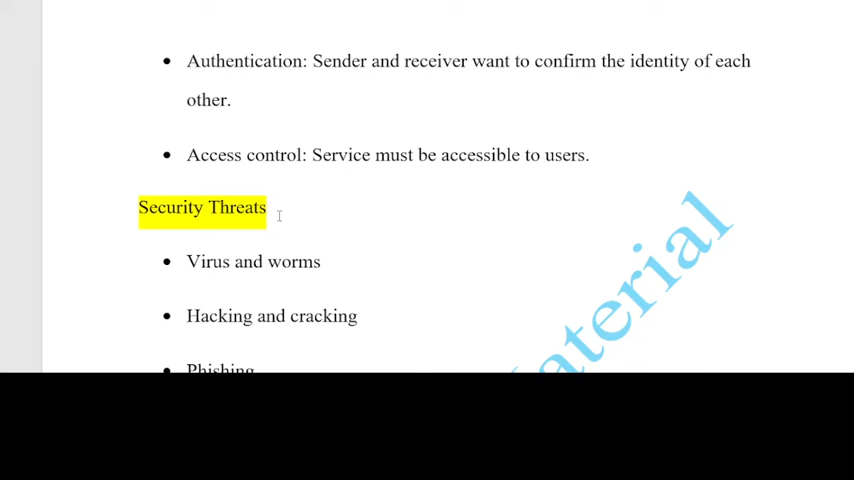 Authentication: Sender and receiver want to confirm the identity of each
other.
Access control: Service must be accessible to users.
Security Threats
Virus and worms
Hacking and cracking
Phishing